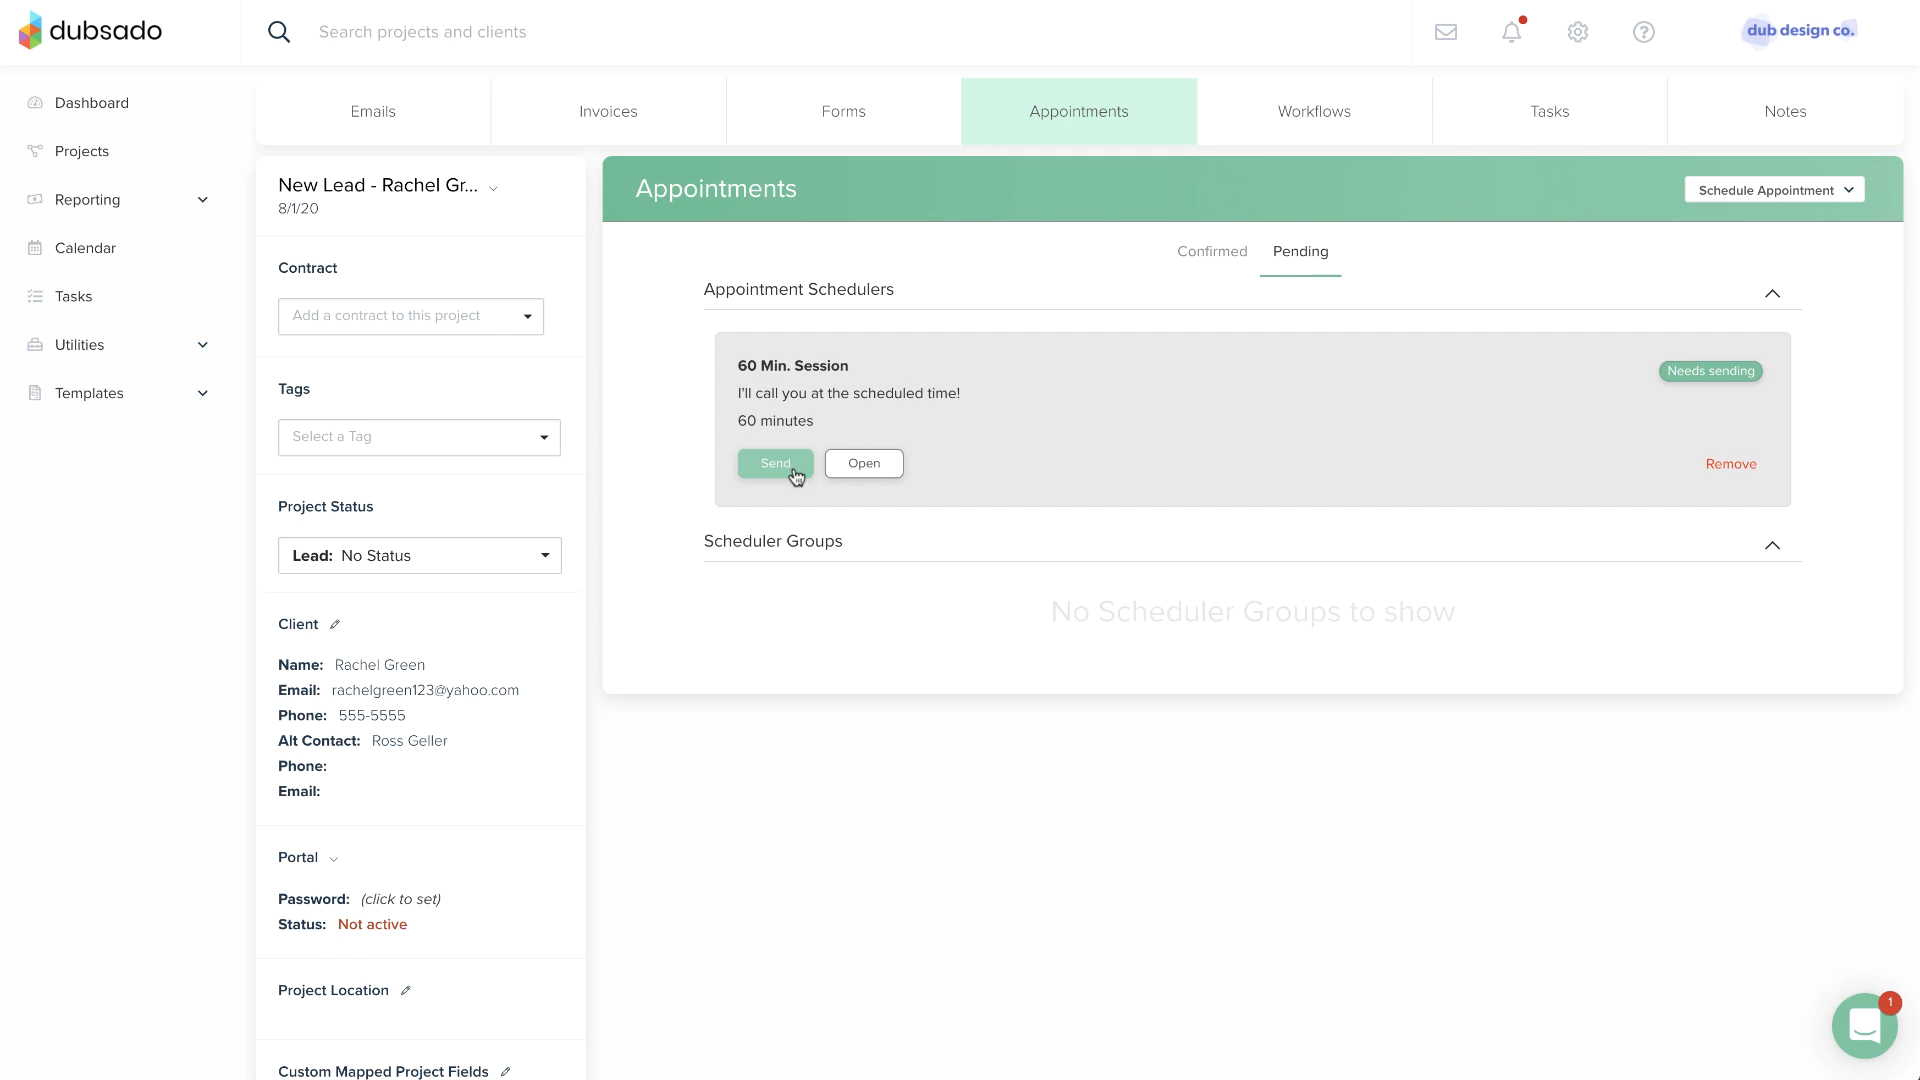 dubsado
Search projects and clients
dub design co.
Dashboard
Projects
Reporting
Calendar
Tasks
Utilities
Templates
Emails
Invoices
Forms
Appointments
Workflows
Tasks
Notes
New Lead - Rachel Gr...
8/1/20
Contract
Add a contract to this project
Tags
Select a Tag
Project Status
Lead: No Status
Client
Name: Rachel Green
Email: rachelgreen123@yahoo.com
Phone: 555-5555
Alt Contact: Ross Geller
Phone:
Email:
Portal
Password: (click to set)
Status: Not active
Project Location
Custom Mapped Project Fields
Appointments
Schedule Appointment
Confirmed
Pending
Appointment Schedulers
60 Min. Session
Needs sending
I'll call you at the scheduled time!
60 minutes
Send
Open
Remove
Scheduler Groups
No Scheduler Groups to show
1